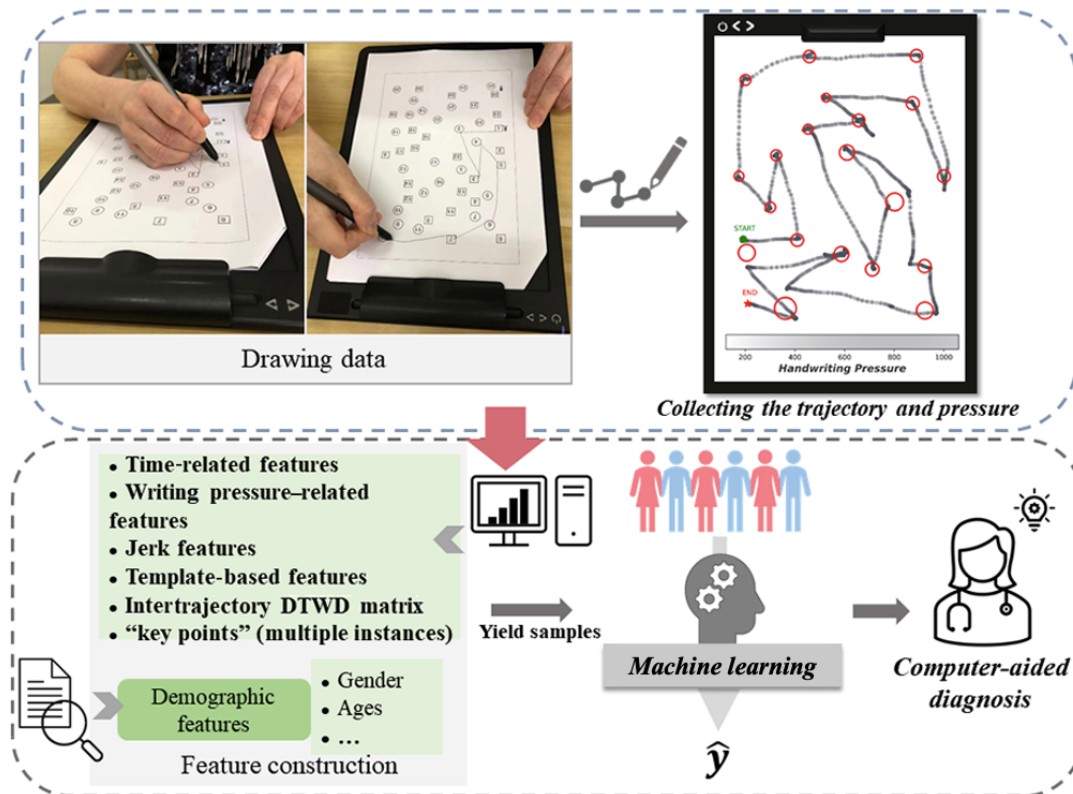 START
END
200 400 600 800 1000
Handwriting Pressure
Drawing data
Collecting the trajectory and pressure
• Time-related features
• Writing pressure–related
features
• Jerk features
• Template-based features
• Intertrajectory DTWD matrix
• “key points” (multiple instances)
Yield samples
Demographic
features
• Gender
• Ages
• ...
Feature construction
Machine learning
ŷ
Computer-aided
diagnosis